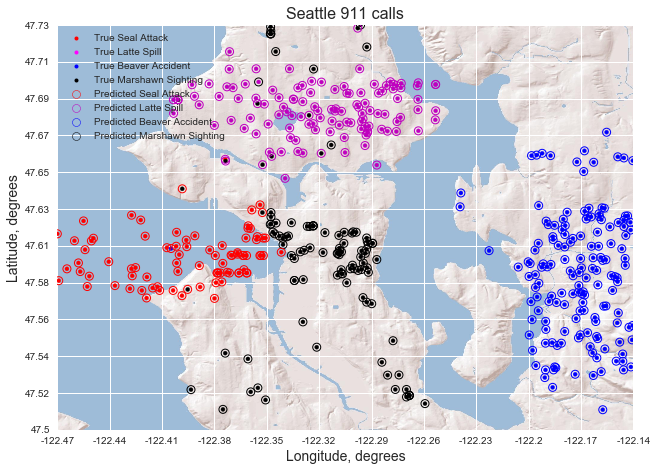 Seattle 911 calls
47.73
47.71
47.69
47.67
47.65
47.63
47.61
47.58
47.56
47.54
47.52
47.5
Latitude, degrees
True Seal Attack
True Latte Spill
True Beaver Accident
True Marshawn Sighting
Predicted Seal Attack
Predicted Latte Spill
Predicted Beaver Accident
Predicted Marshawn Sighting
-122.47 -122.44 -122.41 -122.38 -122.35 -122.32 -122.29 -122.26 -122.23 -122.2 -122.17 -122.14
Longitude, degrees